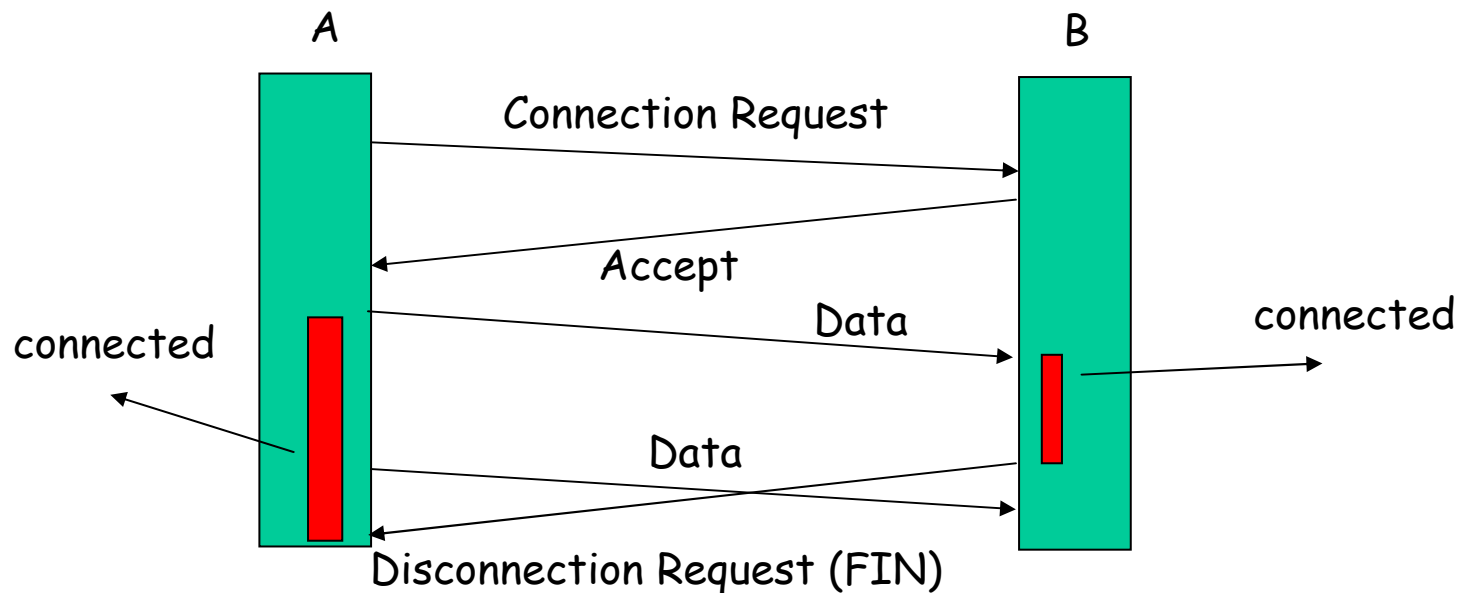 A
B
Connection Request
Accept
Data
connected
connected
Data
Disconnection Request (FIN)